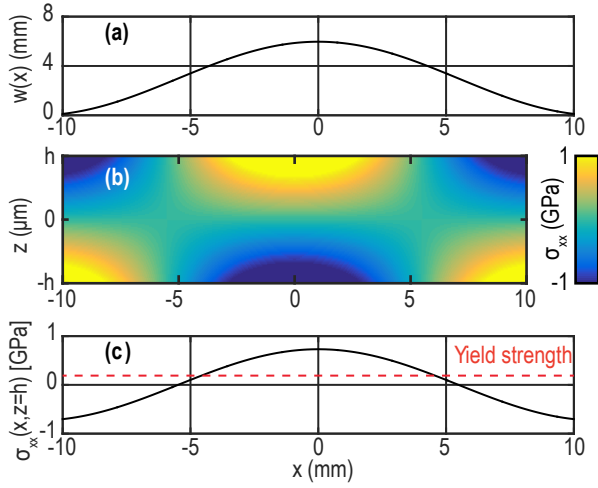 8
4
0
w(x) (mm)
(a)
-10
-5
0
5
10
h
0
-h
z (μm)
(b)
-10
-5
0
5
10
1
-1
σxx (GPa)
1
0
-1
σxx(x,z=h) [GPa]
(c)
Yield strength
-10
-5
0
5
10
x (mm)